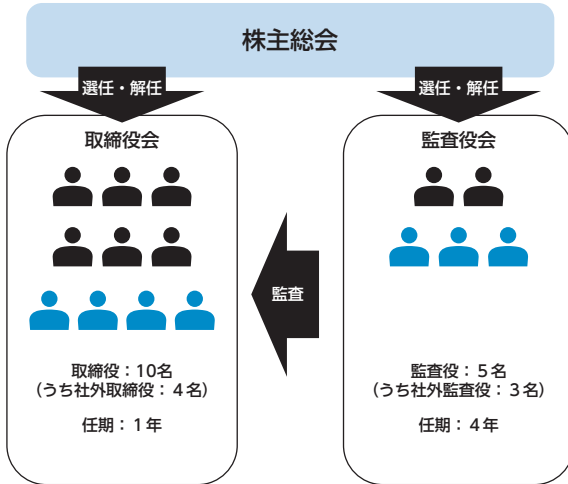 株主総会
選任・解任
選任・解任
取締役会
監査役会
監査
取締役：10名
（うち社外取締役：4名）
任期：1年
監査役：5名
（うち社外監査役：3名）
任期：4年